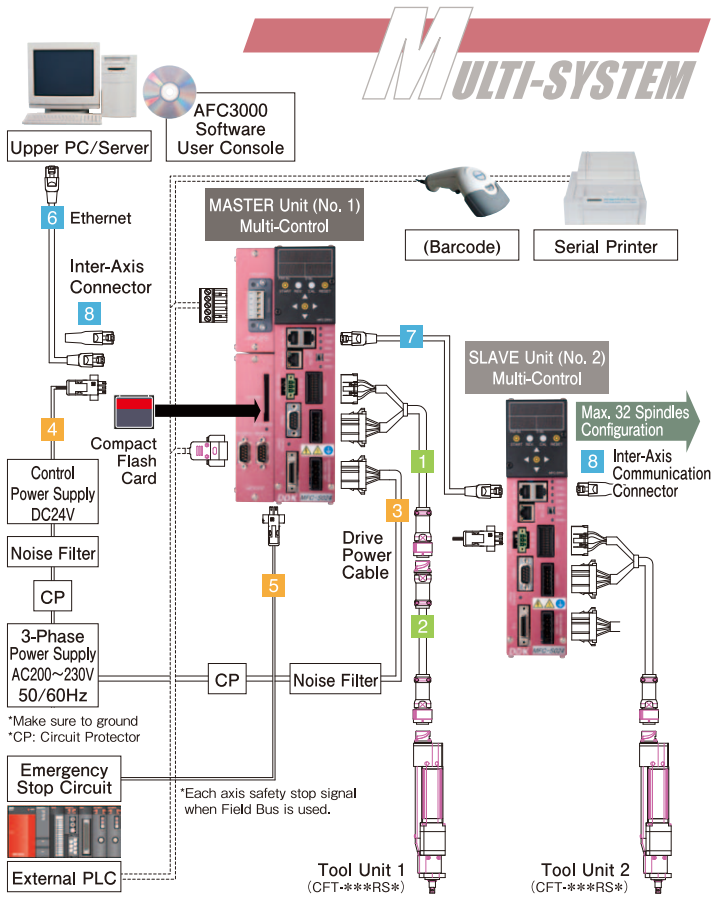 MULTI-SYSTEM
AFC3000
Software
User Console
Upper PC/Server
6 Ethernet
MASTER Unit (No. 1)
Multi-Control
(Barcode)
Serial Printer
Inter-Axis
Connector
8
7
SLAVE Unit (No. 2)
Multi-Control
Max. 32 Spindles
Configuration
8 Inter-Axis
Communication
Connector
4
Compact
Flash
Card
1
3
Drive
Power
Cable
Control
Power Supply
DC24V
Noise Filter
CP
5
2
3-Phase
Power Supply
AC200~230V
50/60Hz
CP
Noise Filter
*Make sure to ground
*CP: Circuit Protector
Emergency
Stop Circuit
*Each axis safety stop signal
when Field Bus is used.
External PLC
Tool Unit 1
(CFT-***RS*)
Tool Unit 2
(CFT-***RS*)